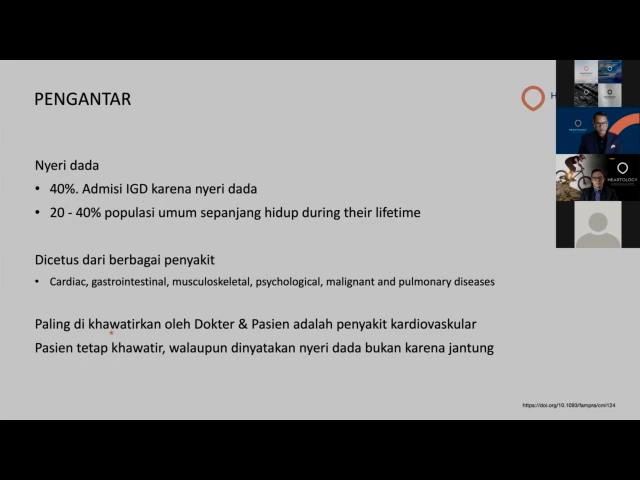 PENGANTAR
H
Nyeri dada
• 40%. Admisi IGD karena nyeri dada
• 20 - 40% populasi umum sepanjang hidup during their lifetime
Dicetus dari berbagai penyakit
• Cardiac, gastrointestinal, musculoskeletal, psychological, malignant and pulmonary diseases
Paling di khawatirkan oleh Dokter & Pasien adalah penyakit kardiovaskular
Pasien tetap khawatir, walaupun dinyatakan nyeri dada bukan karena jantung
https://doi.org/10.1093/fampra/cml124
HEARTOLOGY